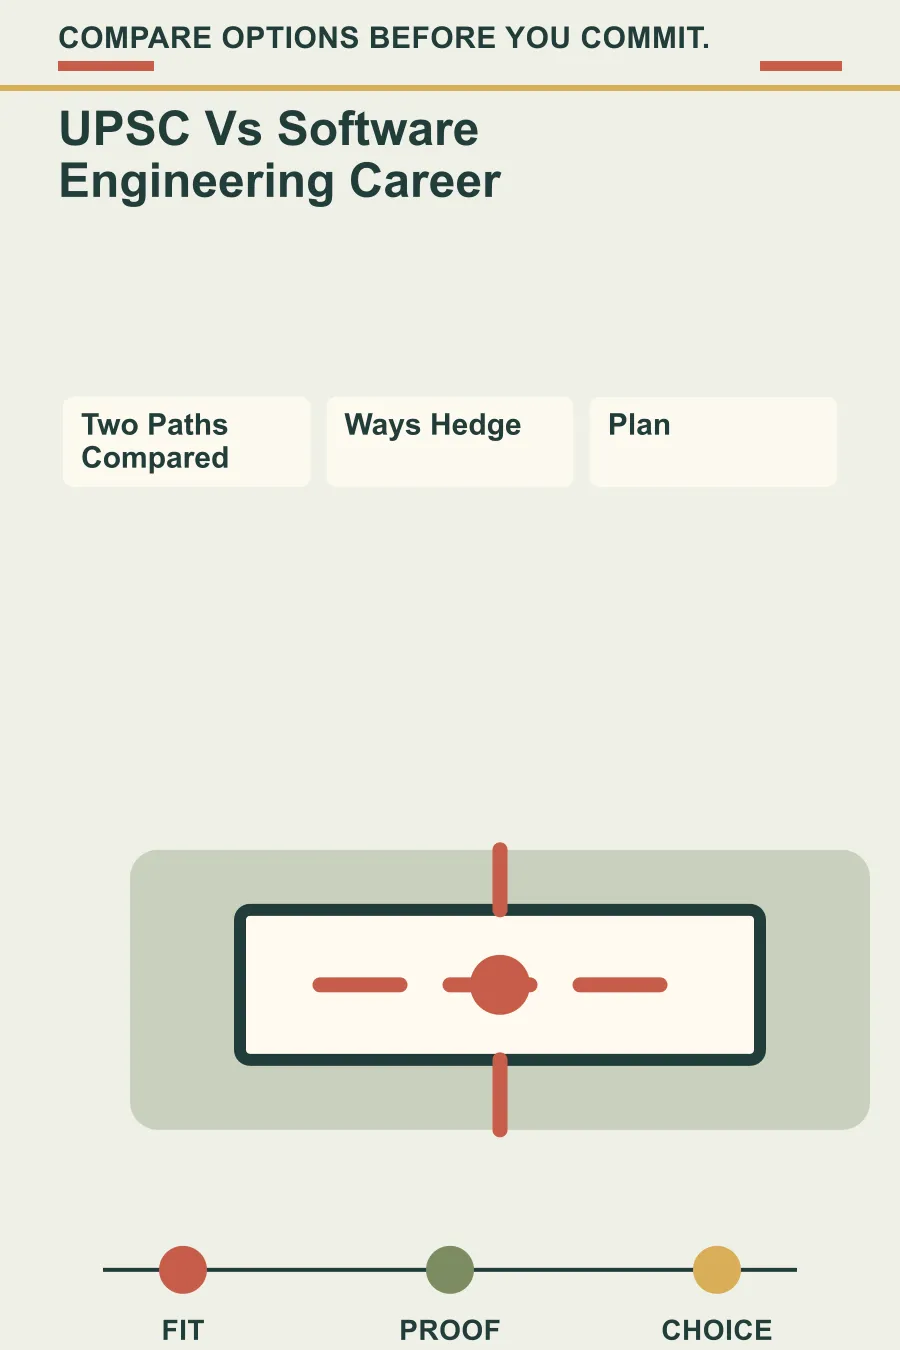 COMPARE OPTIONS BEFORE YOU COMMIT.
UPSC Vs Software
Engineering Career
Two Paths
Compared
Ways Hedge
Plan
FIT
PROOF
CHOICE